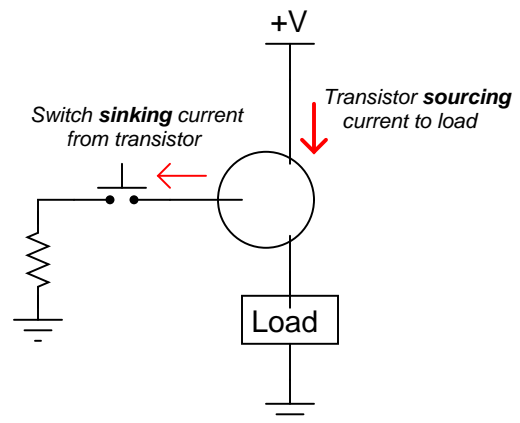 +V
Switch sinking current
from transistor
Transistor sourcing
current to load
Load